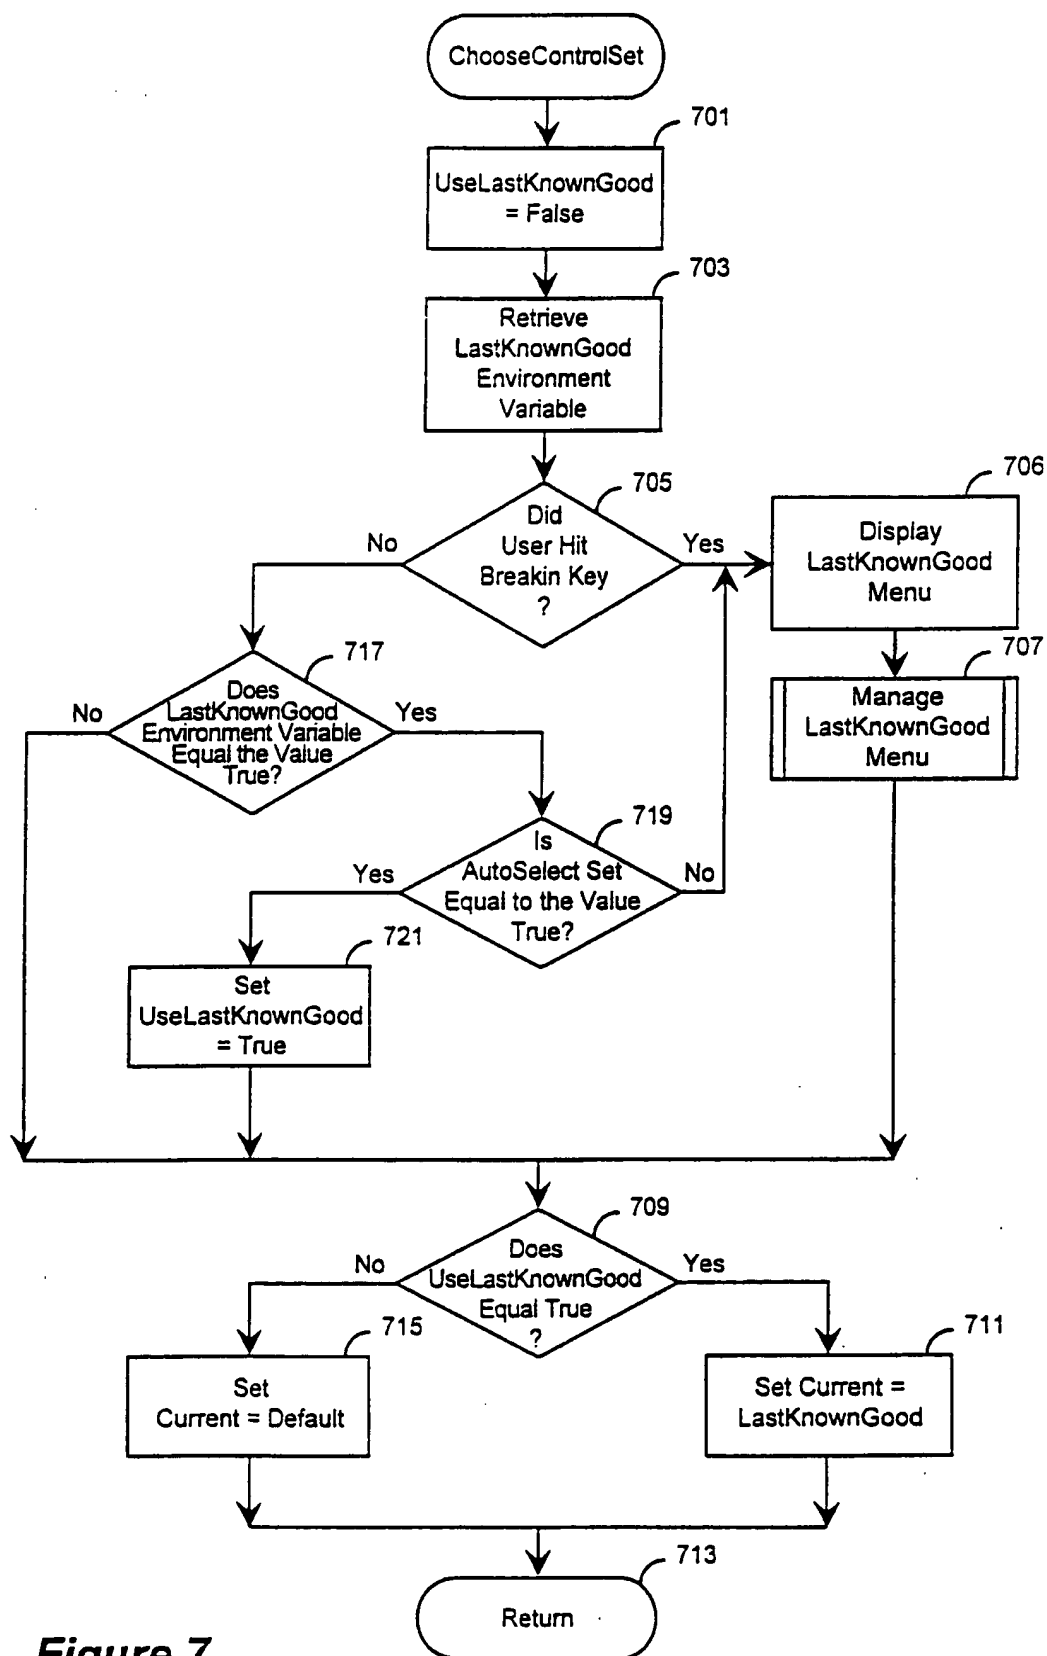 ChooseControlSet
701
UseLastKnownGood
= False
703
Retrieve
LastKnownGood
Environment
Variable
705
Did
User Hit
Breakin Key
?
No
Yes
706
Display
LastKnownGood
Menu
707
Manage
LastKnownGood
Menu
717
Does
LastKnownGood
Environment Variable
Equal the Value
True?
No
Yes
719
Is
AutoSelect Set
Equal to the Value
True?
Yes
No
721
Set
UseLastKnownGood
= True
709
Does
UseLastKnownGood
Equal True
?
No
Yes
715
Set
Current = Default
711
Set Current =
LastKnownGood
713
Return
Figure 7